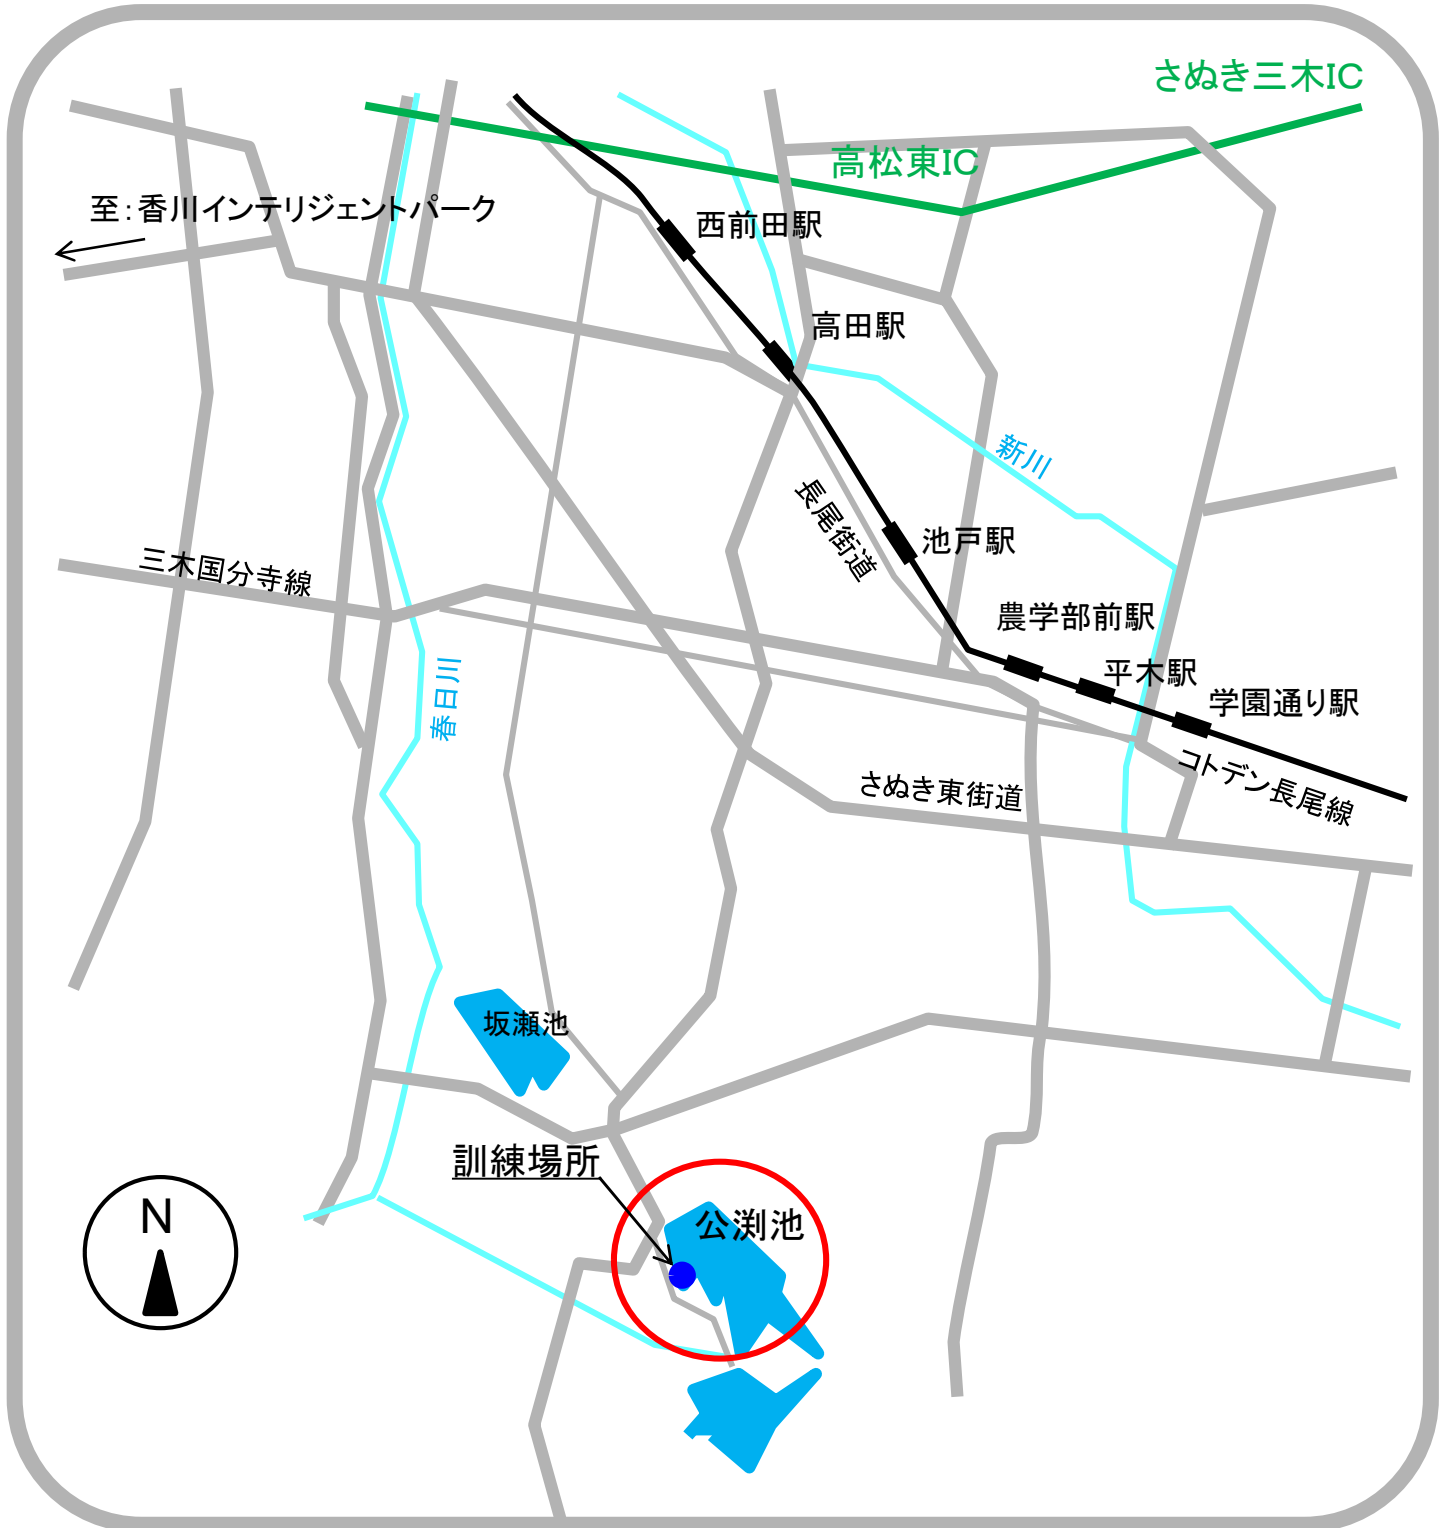 さぬき三木IC
高松東IC
至：香川インテリジェントパーク
西前田駅
高田駅
新川
長尾街道
池戸駅
三木国分寺線
農学部前駅
平木駅
春日川
学園通り駅
コトデン長尾線
さぬき東街道
坂瀬池
訓練場所
公渕池
N